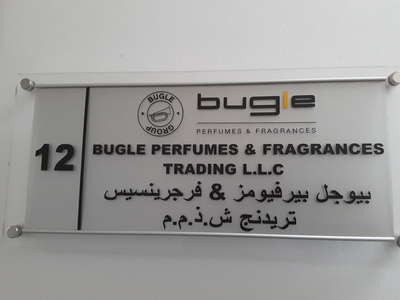 BUGLE GROUP
bugle
PERFUMES & FRAGRANCES
12
BUGLE PERFUMES & FRAGRANCES
TRADING L.L.C
بيوجل بيرفيومز & فرجرينسيس
تريدنج ش.ذ.م.م